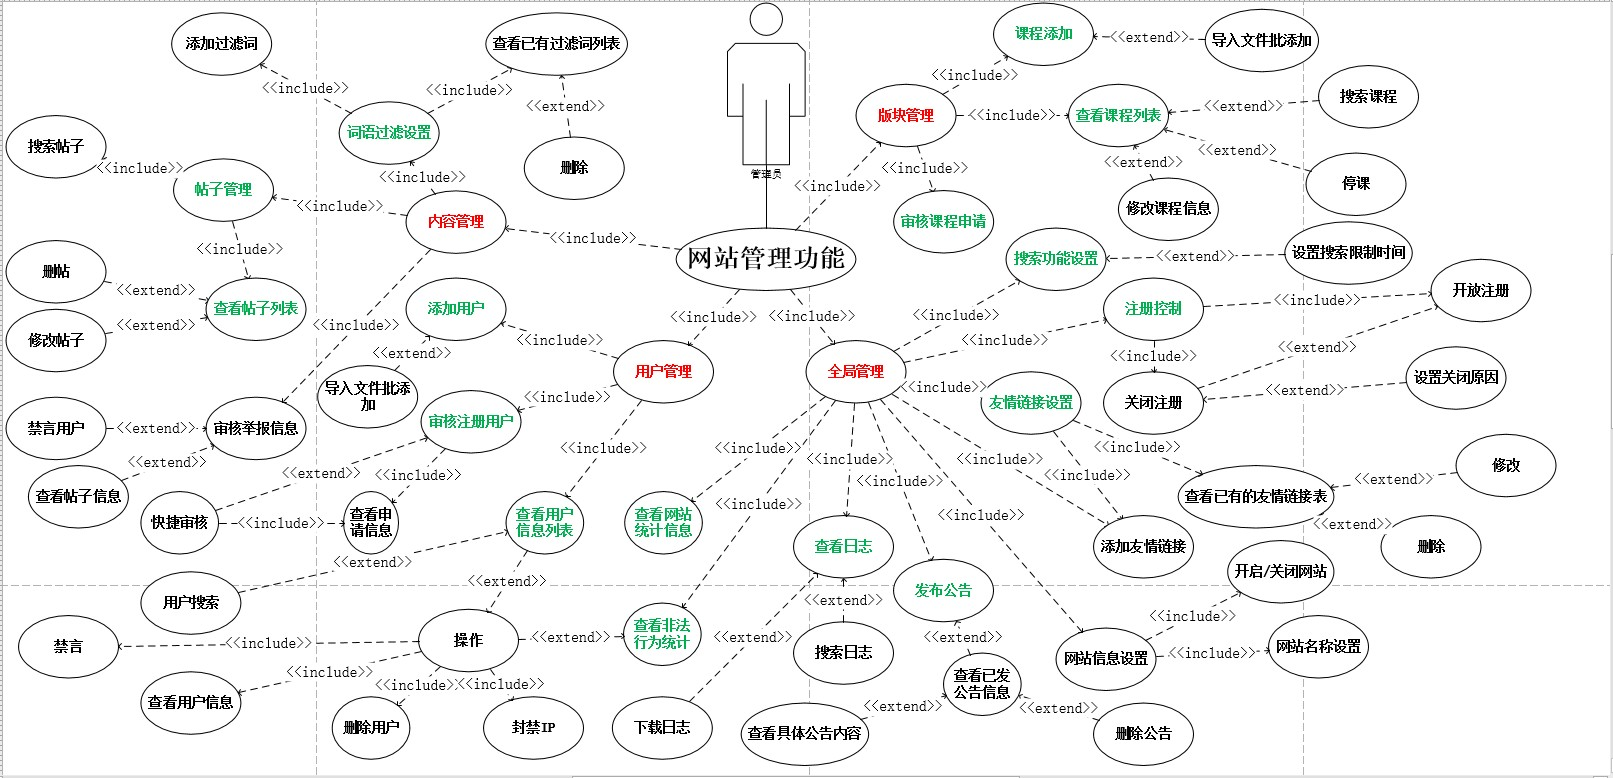 添加过滤词
查看已有过滤词列表
课程添加
<<extend>>
导入文件批添加
<<include>>
<<include>>
<<include>>
<<extend>>
搜索课程
<<extend>>
版块管理
<<include>>
查看课程列表
词语过滤设置
搜索帖子
<<include>>
删除
管理员
<<include>>
<<extend>>
<<extend>>
停课
帖子管理
<<include>>
<<include>>
<<include>>
修改课程信息
内容管理
审核课程申请
<<include>>
<<include>>
网站管理功能
搜索功能设置
<<extend>>
设置搜索限制时间
删帖
<<extend>>
查看帖子列表
添加用户
注册控制
<<include>>
开放注册
修改帖子
<<extend>>
<<include>>
<<include>>
<<include>>
<<include>>
<<include>>
<<include>>
<<extend>>
<<include>>
<<extend>>
用户管理
全局管理
设置关闭原因
导入文件批添
加
<<include>>
<<include>>
友情链接设置
关闭注册
<<extend>>
禁言用户
<<extend>>
审核举报信息
审核注册用户
<<include>>
<<include>>
<<include>>
<<extend>>
<<extend>>
<<include>>
<<include>>
<<include>>
<<include>>
<<include>>
修改
<<extend>>
查看帖子信息
查看已有的友情链接表
快捷审核
<<include>>
查看申
请信息
查看用户
信息列表
查看网站
统计信息
<<include>>
<<include>>
<<extend>>
查看日志
添加友情链接
删除
<<extend>>
<<extend>>
开启/关闭网站
用户搜索
发布公告
<<extend>>
<<include>>
禁言
<<include>>
操作
<<extend>>
查看非法
行为统计
<<extend>>
<<extend>>
搜索日志
网站信息设置
<<include>>
网站名称设置
<<include>>
<<include>>
<<include>>
查看已发
公告信息
查看用户信息
<<extend>>
<<extend>>
删除用户
封禁IP
下载日志
查看具体公告内容
删除公告